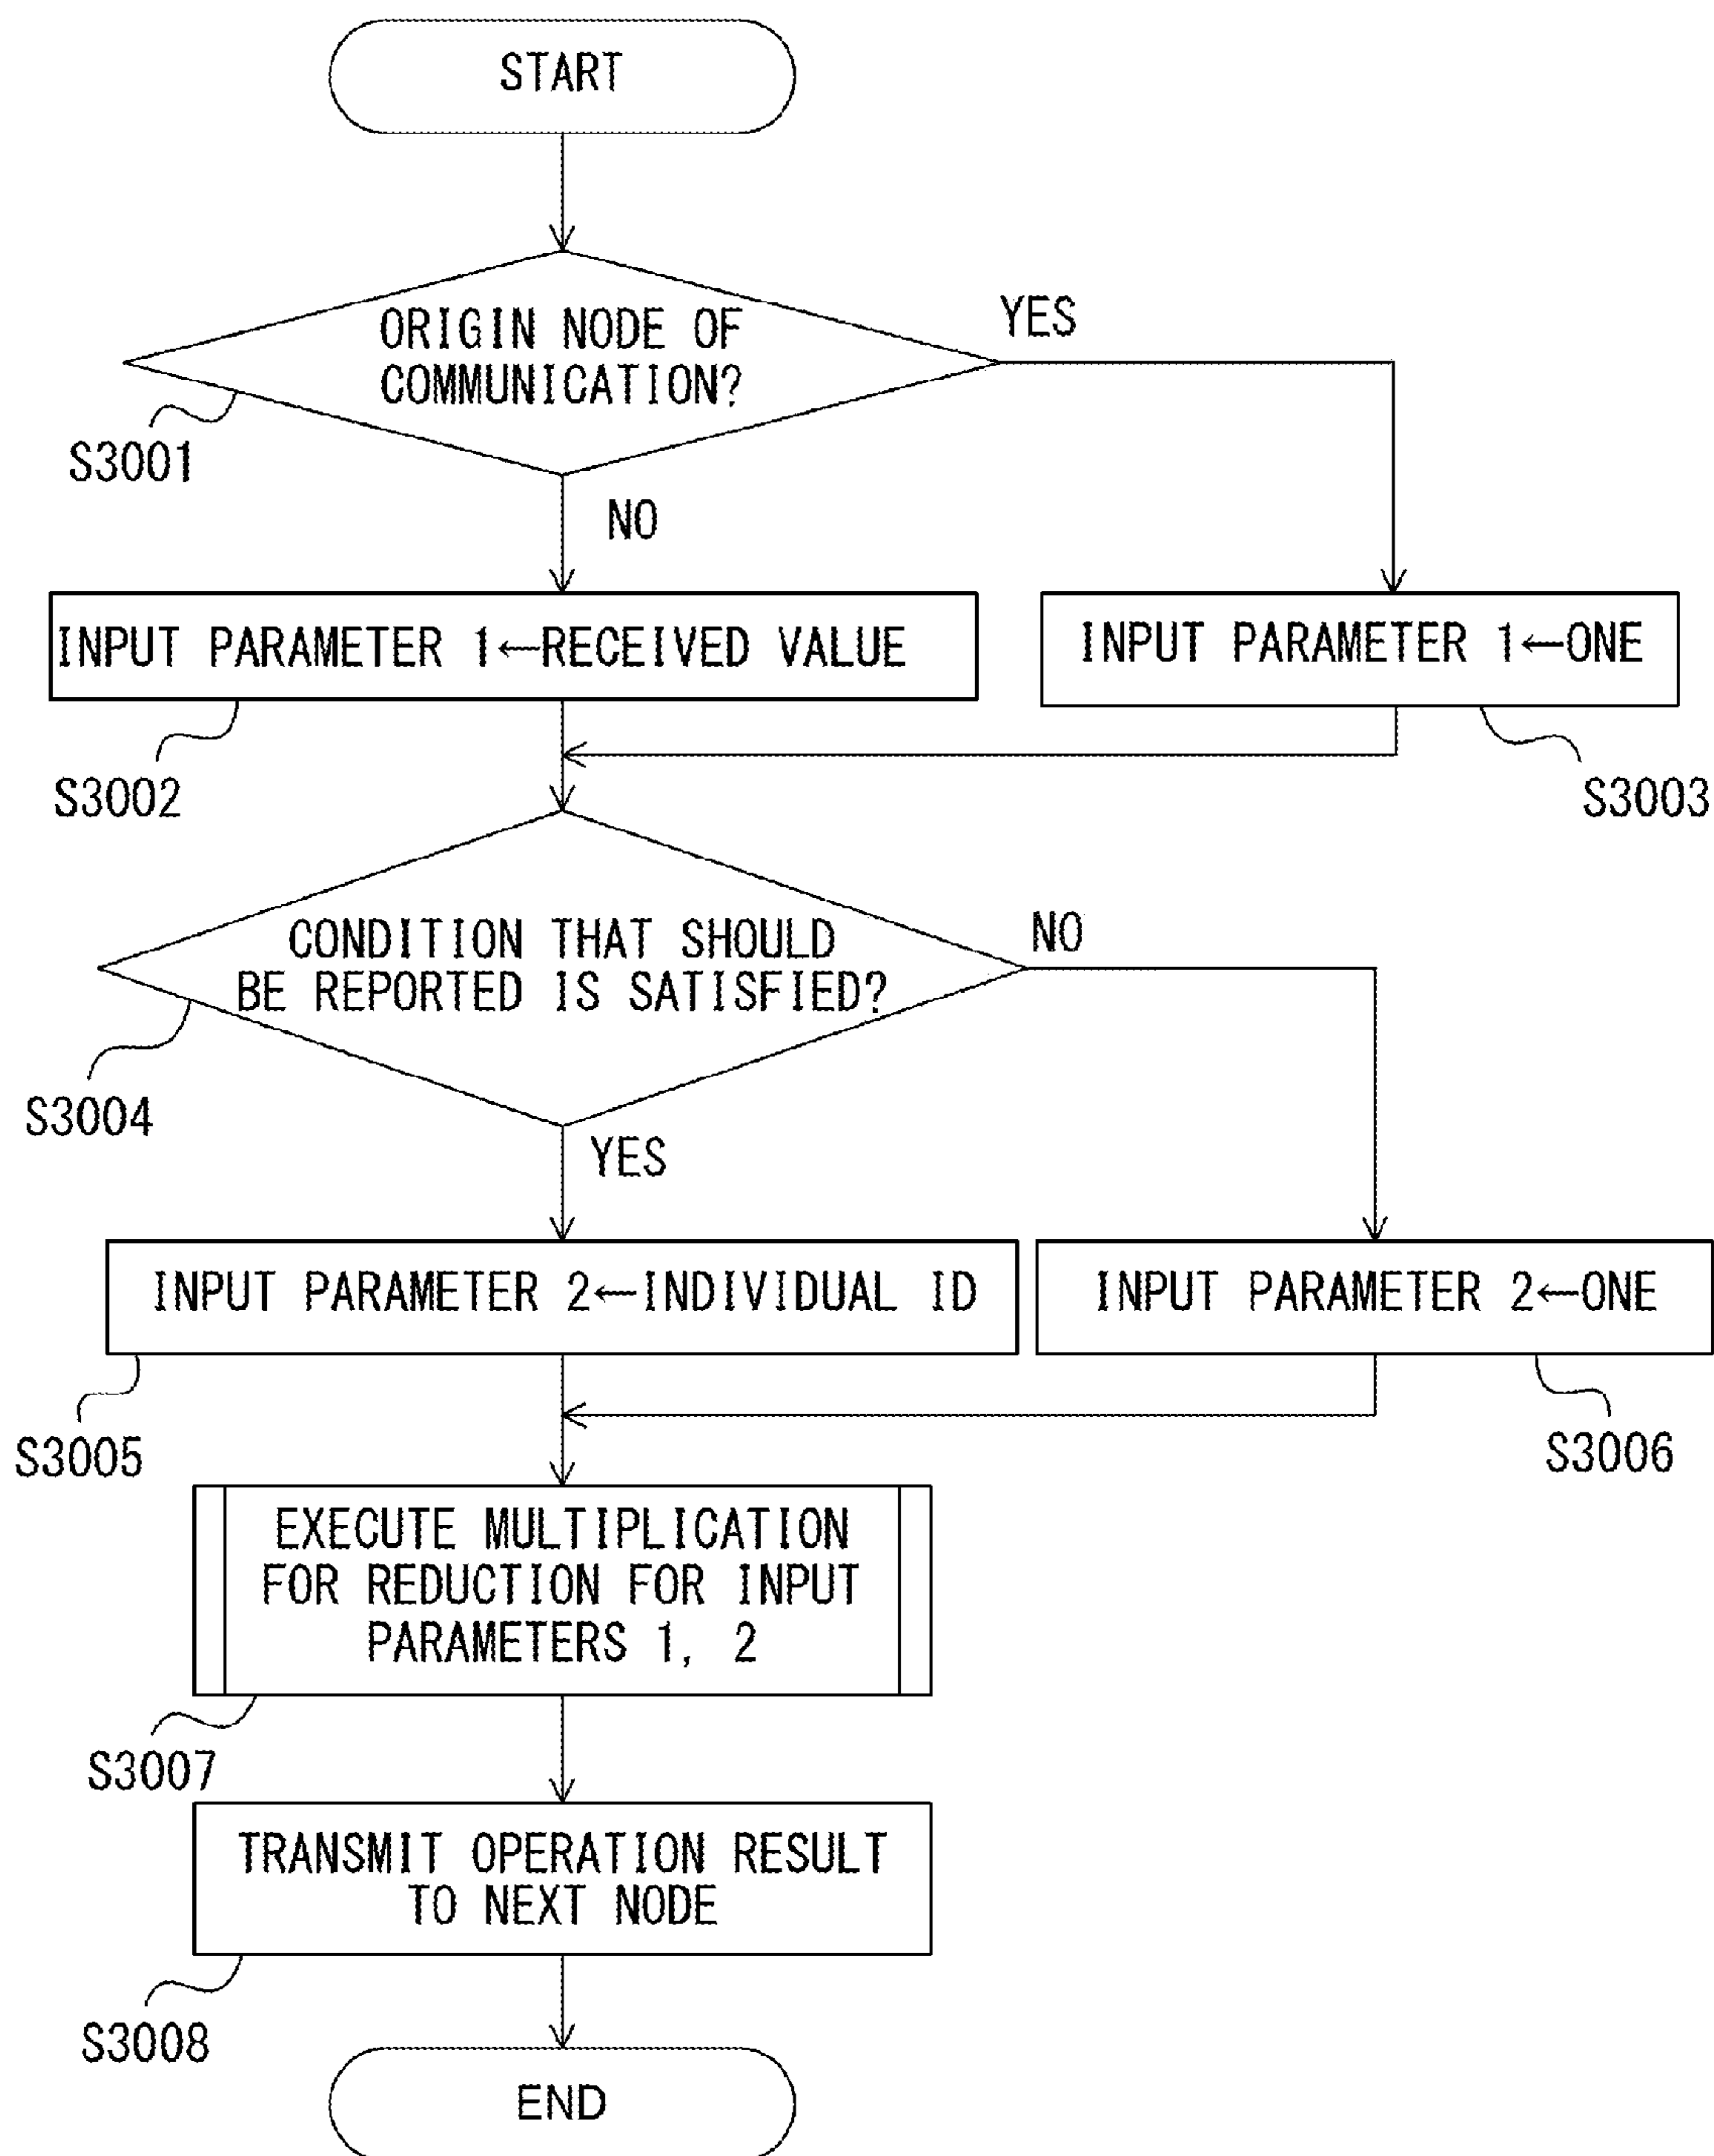 START
ORIGIN NODE OF
COMMUNICATION?
YES
S3001
NO
INPUT PARAMETER 1←RECEIVED VALUE
INPUT PARAMETER 1←ONE
S3002
S3003
CONDITION THAT SHOULD
BE REPORTED IS SATISFIED?
NO
S3004
YES
INPUT PARAMETER 2←INDIVIDUAL ID
INPUT PARAMETER 2←ONE
S3005
S3006
EXECUTE MULTIPLICATION
FOR REDUCTION FOR INPUT
PARAMETERS 1, 2
S3007
TRANSMIT OPERATION RESULT
TO NEXT NODE
S3008
END